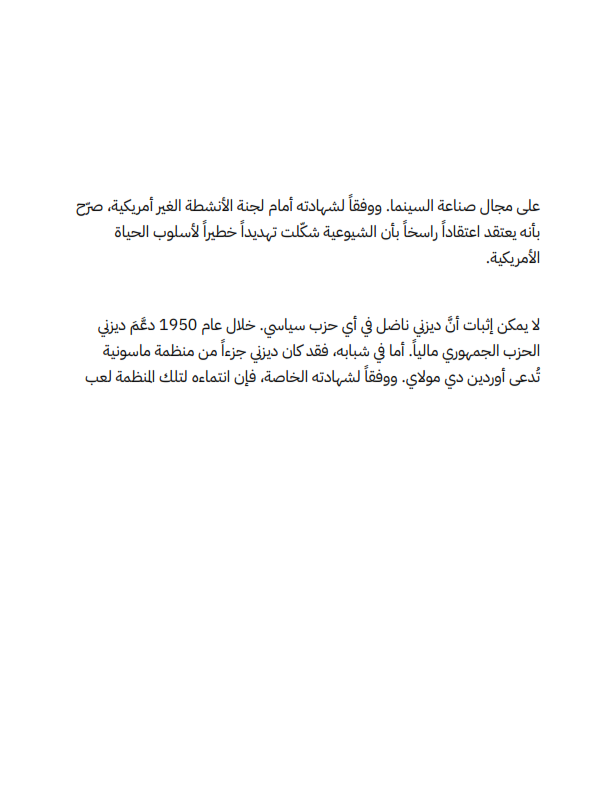 على مجال صناعة السينما. ووفقاً لشهادته أمام لجنة الأنشطة الغير أمريكية، صرّح
بأنه يعتقد اعتقاداً راسخاً بأن الشيوعية شكّلت تهديداً خطيراً لأسلوب الحياة
الأمريكية.
لا يمكن إثبات أنَّ ديزني ناضل في أي حزب سياسي. خلال عام 1950 دعَّمَ ديزني
الحزب الجمهوري مالياً. أما في شبابه، فقد كان ديزني جزءاً من منظمة ماسونية
تُدعى أوردين دي مولاي. ووفقاً لشهادته الخاصة، فإن انتماءه لتلك المنظمة لعب